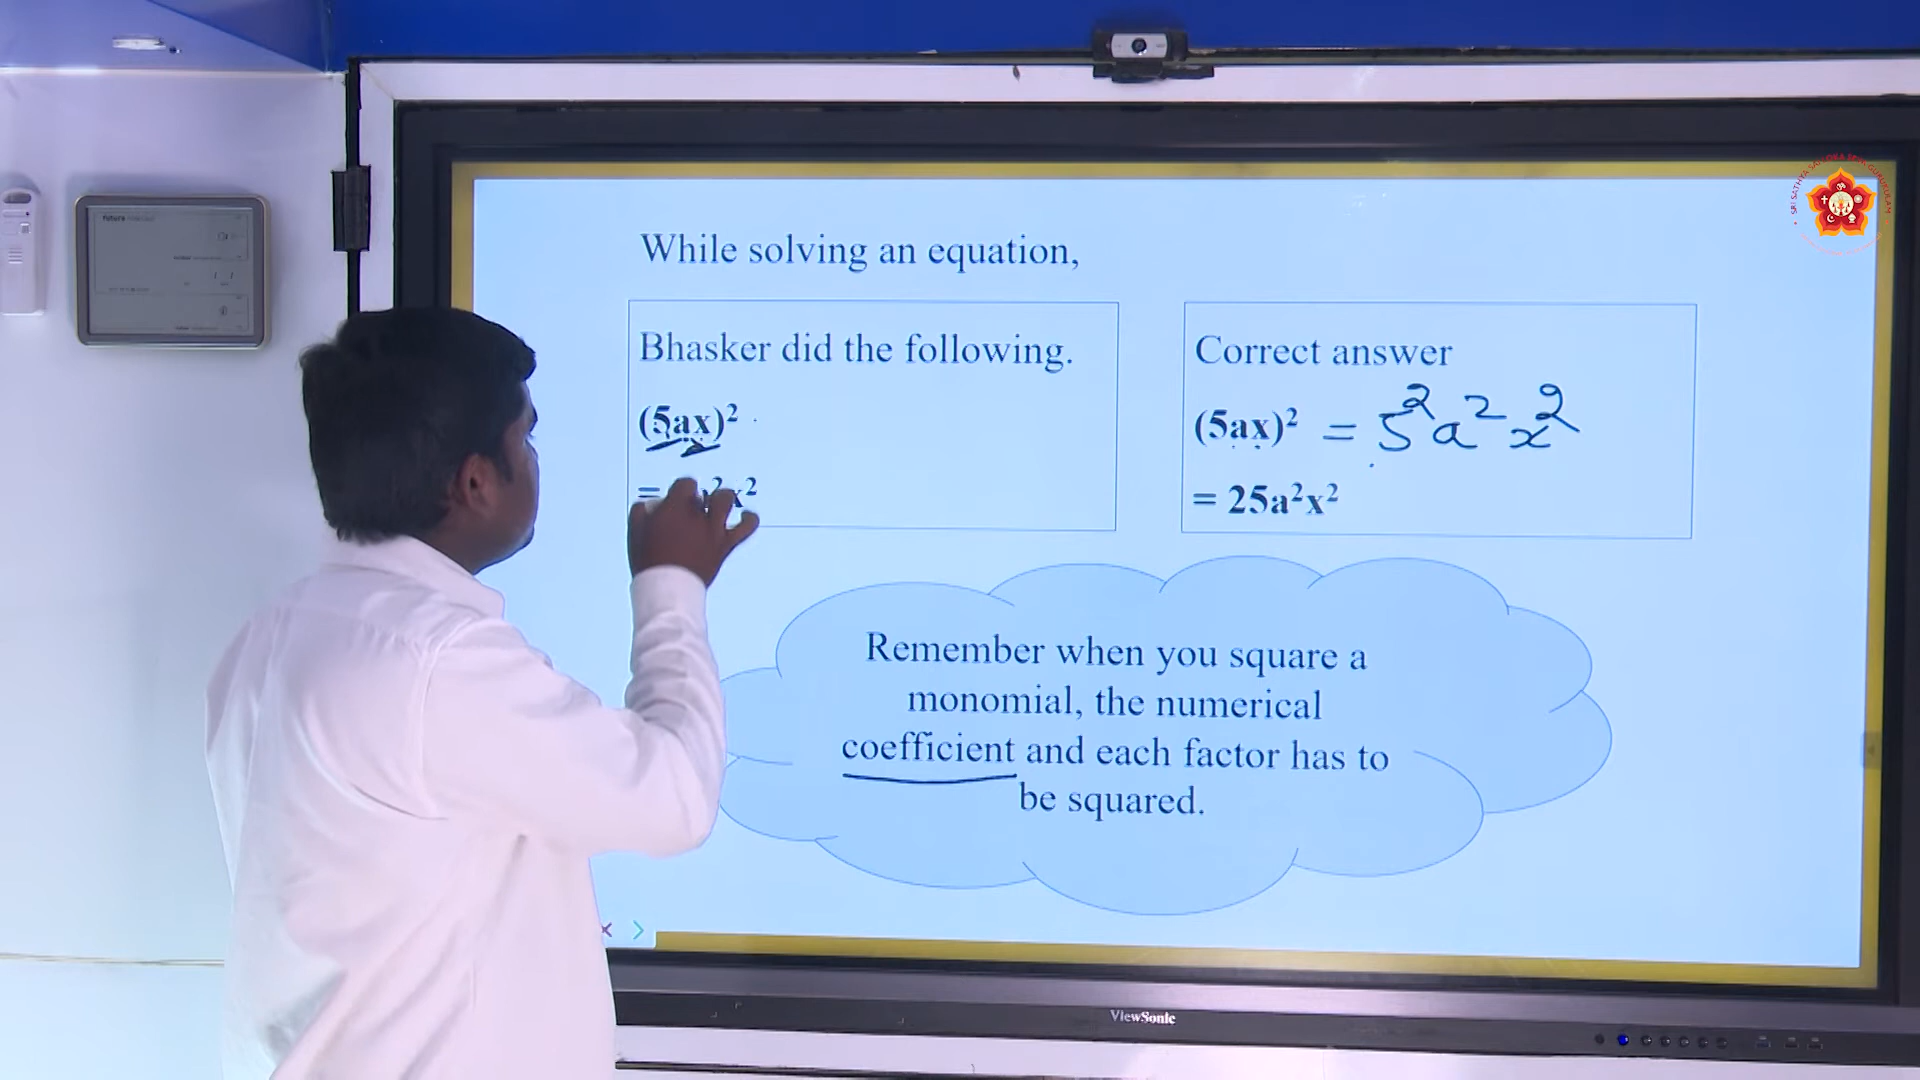 While solving an equation,
Bhasker did the following.
(5ax)²
= a²x²
Correct answer
(5ax)² = 5²a²x²
= 25a²x²
Remember when you square a
monomial, the numerical
coefficient and each factor has to
be squared.
ViewSonic